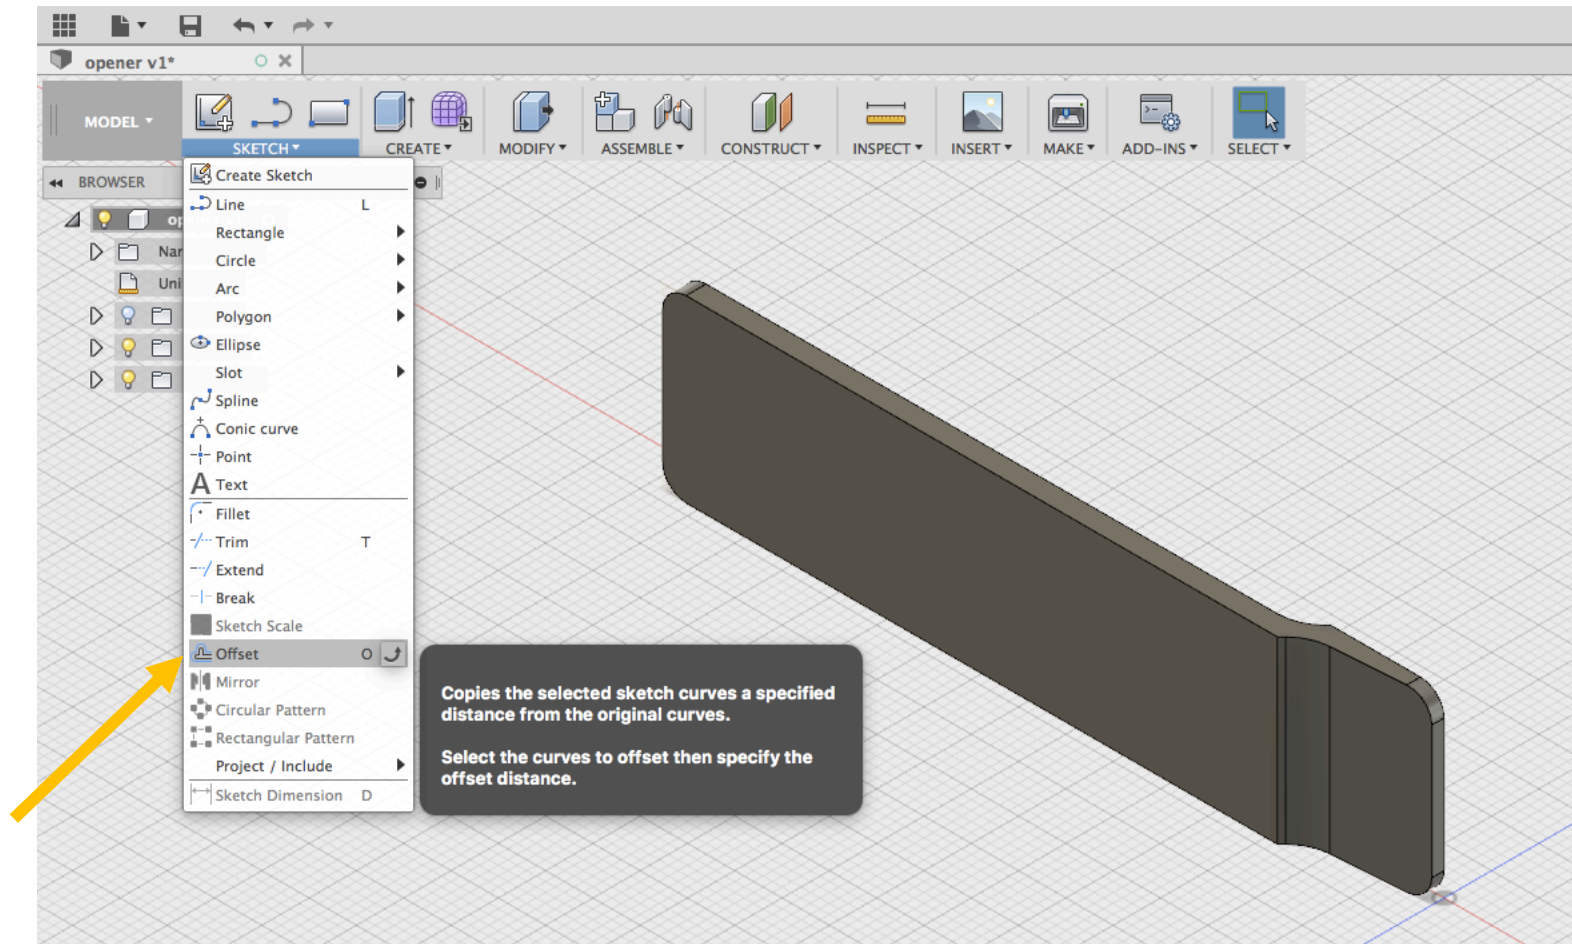 opener v1*
MODEL
SKETCH
CREATE
MODIFY
ASSEMBLE
CONSTRUCT
INSPECT
INSERT
MAKE
ADD-INS
SELECT
BROWSER
Create Sketch
Line L
Rectangle
Circle
Arc
Polygon
Ellipse
Slot
Spline
Conic curve
Point
Text
Fillet
Trim T
Extend
Break
Sketch Scale
Offset O
Mirror
Circular Pattern
Rectangular Pattern
Project / Include
Sketch Dimension D
Copies the selected sketch curves a specified
distance from the original curves.
Select the curves to offset then specify the
offset distance.